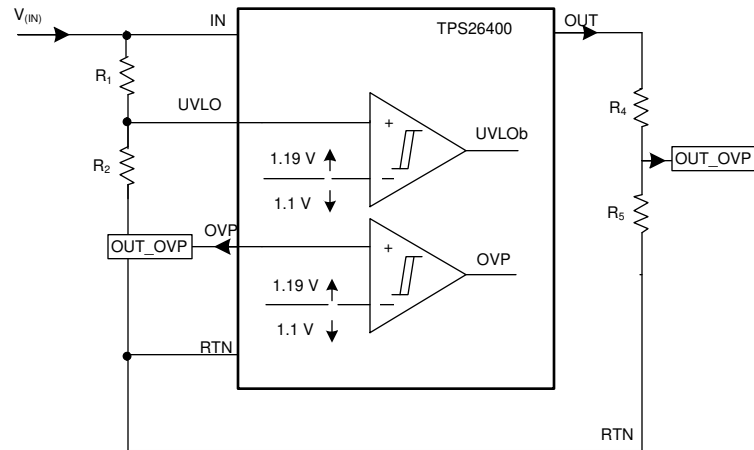 V(IN)
IN
TPS26400
OUT
R1
UVLO
R4
+
UVLOb
R2
1.19 V
−
OUT_OVP
1.1 V
R5
OVP
OUT_OVP
+
OVP
1.19 V
−
1.1 V
RTN
RTN